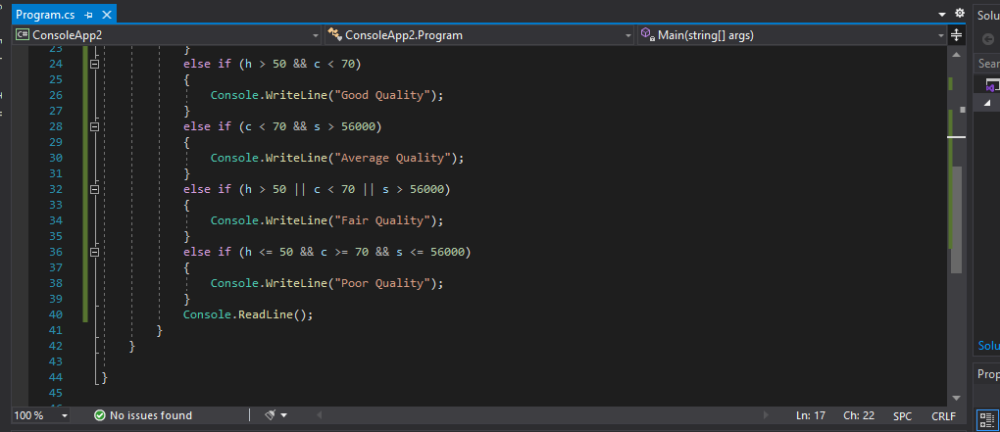 Program.cs
Solu
C# ConsoleApp2
ConsoleApp2.Program
Main(string[] args)
Sear
23 }
24 else if (h > 50 && c < 70)
25 {
26 Console.WriteLine("Good Quality");
27 }
28 else if (c < 70 && s > 56000)
29 {
30 Console.WriteLine("Average Quality");
31 }
32 else if (h > 50 || c < 70 || s > 56000)
33 {
34 Console.WriteLine("Fair Quality");
35 }
36 else if (h <= 50 && c >= 70 && s <= 56000)
37 {
38 Console.WriteLine("Poor Quality");
39 }
40 Console.ReadLine();
41 }
42 }
43
44 }
45
Solu
Prop
100 %
No issues found
Ln: 17 Ch: 22 SPC CRLF